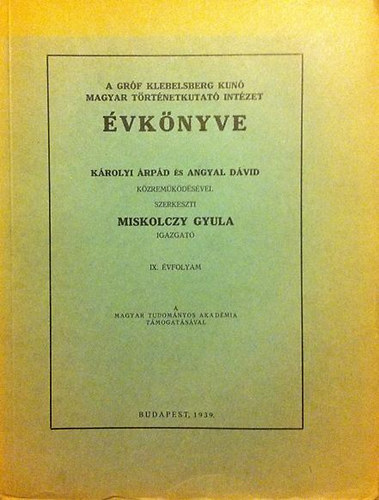 A GRÓF KLEBELSBERG KUNÓ
MAGYAR TÖRTÉNETKUTATÓ INTÉZET
ÉVKÖNYVE
KÁROLYI ÁRPÁD ÉS ANGYAL DÁVID
KÖZREMŰKÖDÉSÉVEL
SZERKESZTI
MISKOLCZY GYULA
IGAZGATÓ
IX. ÉVFOLYAM
A
MAGYAR TUDOMÁNYOS AKADÉMIA
TÁMOGATÁSÁVAL
BUDAPEST, 1939.